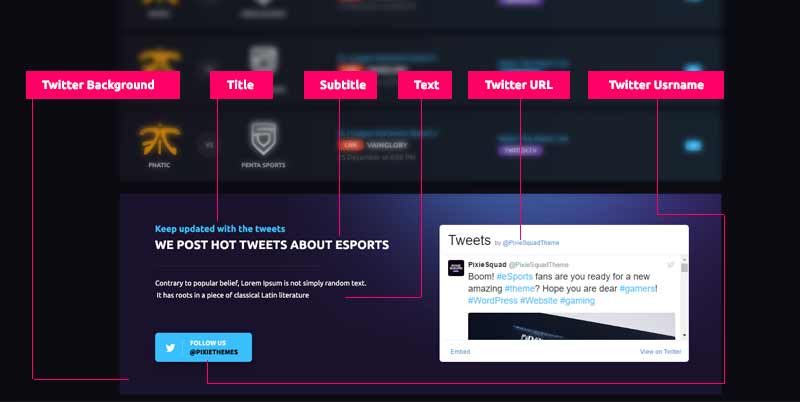 Twitter Background
Title
Subtitle
Text
Twitter URL
Twitter Usrname
VS
LIVE VAINGLORY
FNATIC
PENTA SPORTS
25 December at 6:00 PM
Keep updated with the tweets
WE POST HOT TWEETS ABOUT ESPORTS
Contrary to popular belief, Lorem Ipsum is not simply random text.
It has roots in a piece of classical Latin literature
FOLLOW US
@PIXIETHEMES
Tweets by @PixieSquadTheme
PixieSquad @PixieSquadTheme
Boom! #eSports fans are you ready for a new
amazing #theme? Hope you are dear #gamers!
#WordPress #Website #gaming
Embed
View on Twitter